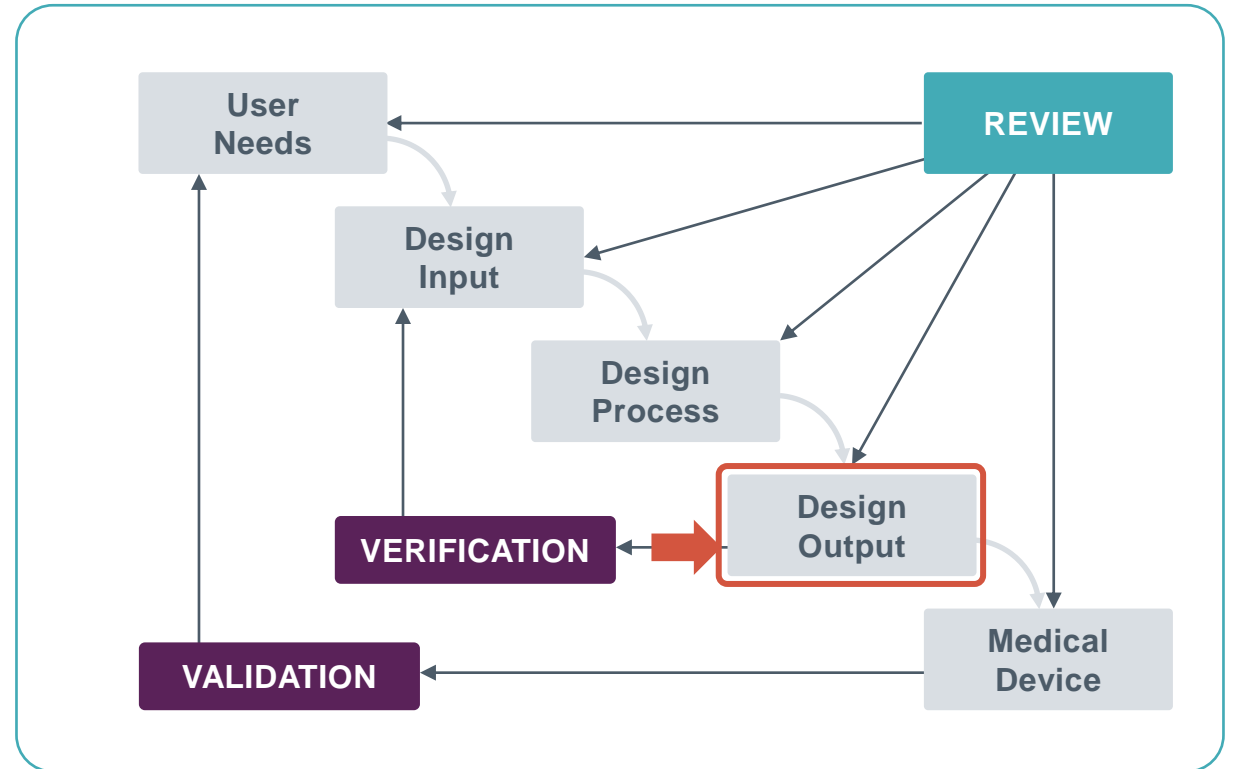 User
Needs
REVIEW
Design
Input
Design
Process
Design
Output
VERIFICATION
Medical
Device
VALIDATION